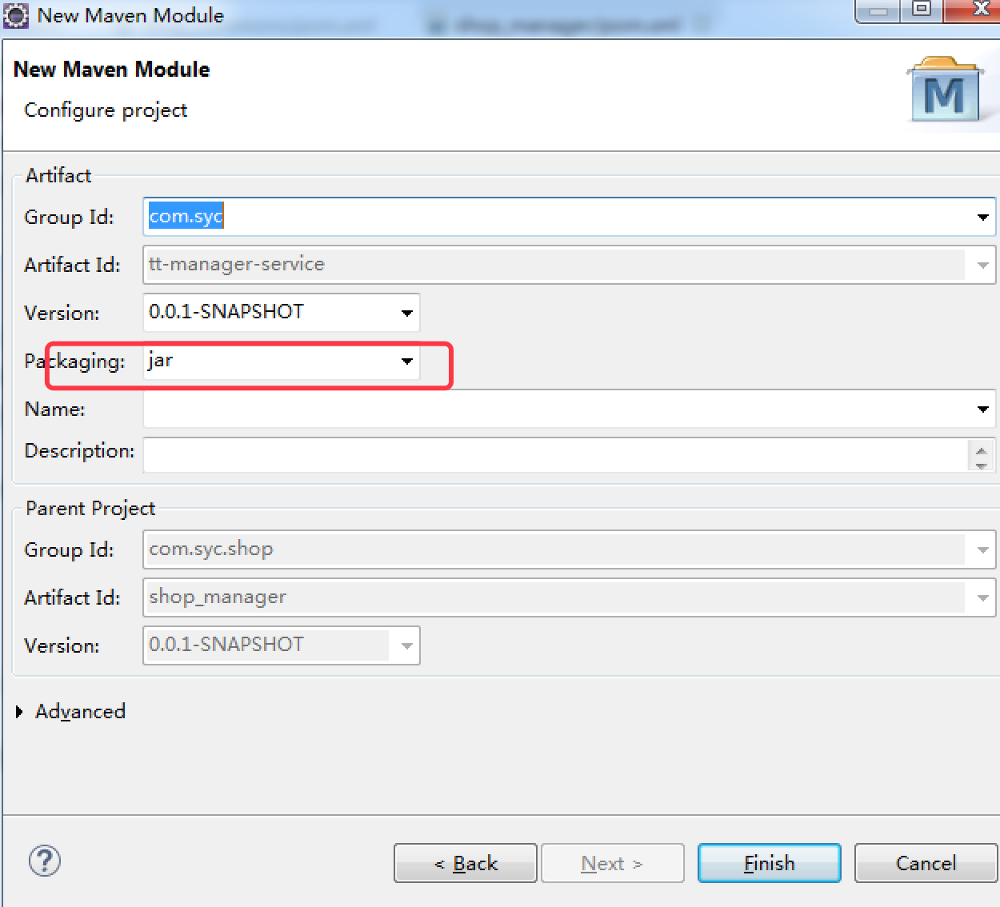 New Maven Module
New Maven Module
Configure project
M
Artifact
Group Id: com.syc
Artifact Id: tt-manager-service
Version: 0.0.1-SNAPSHOT
Packaging: jar
Name:
Description:
Parent Project
Group Id: com.syc.shop
Artifact Id: shop_manager
Version: 0.0.1-SNAPSHOT
Advanced
?
< Back Next > Finish Cancel